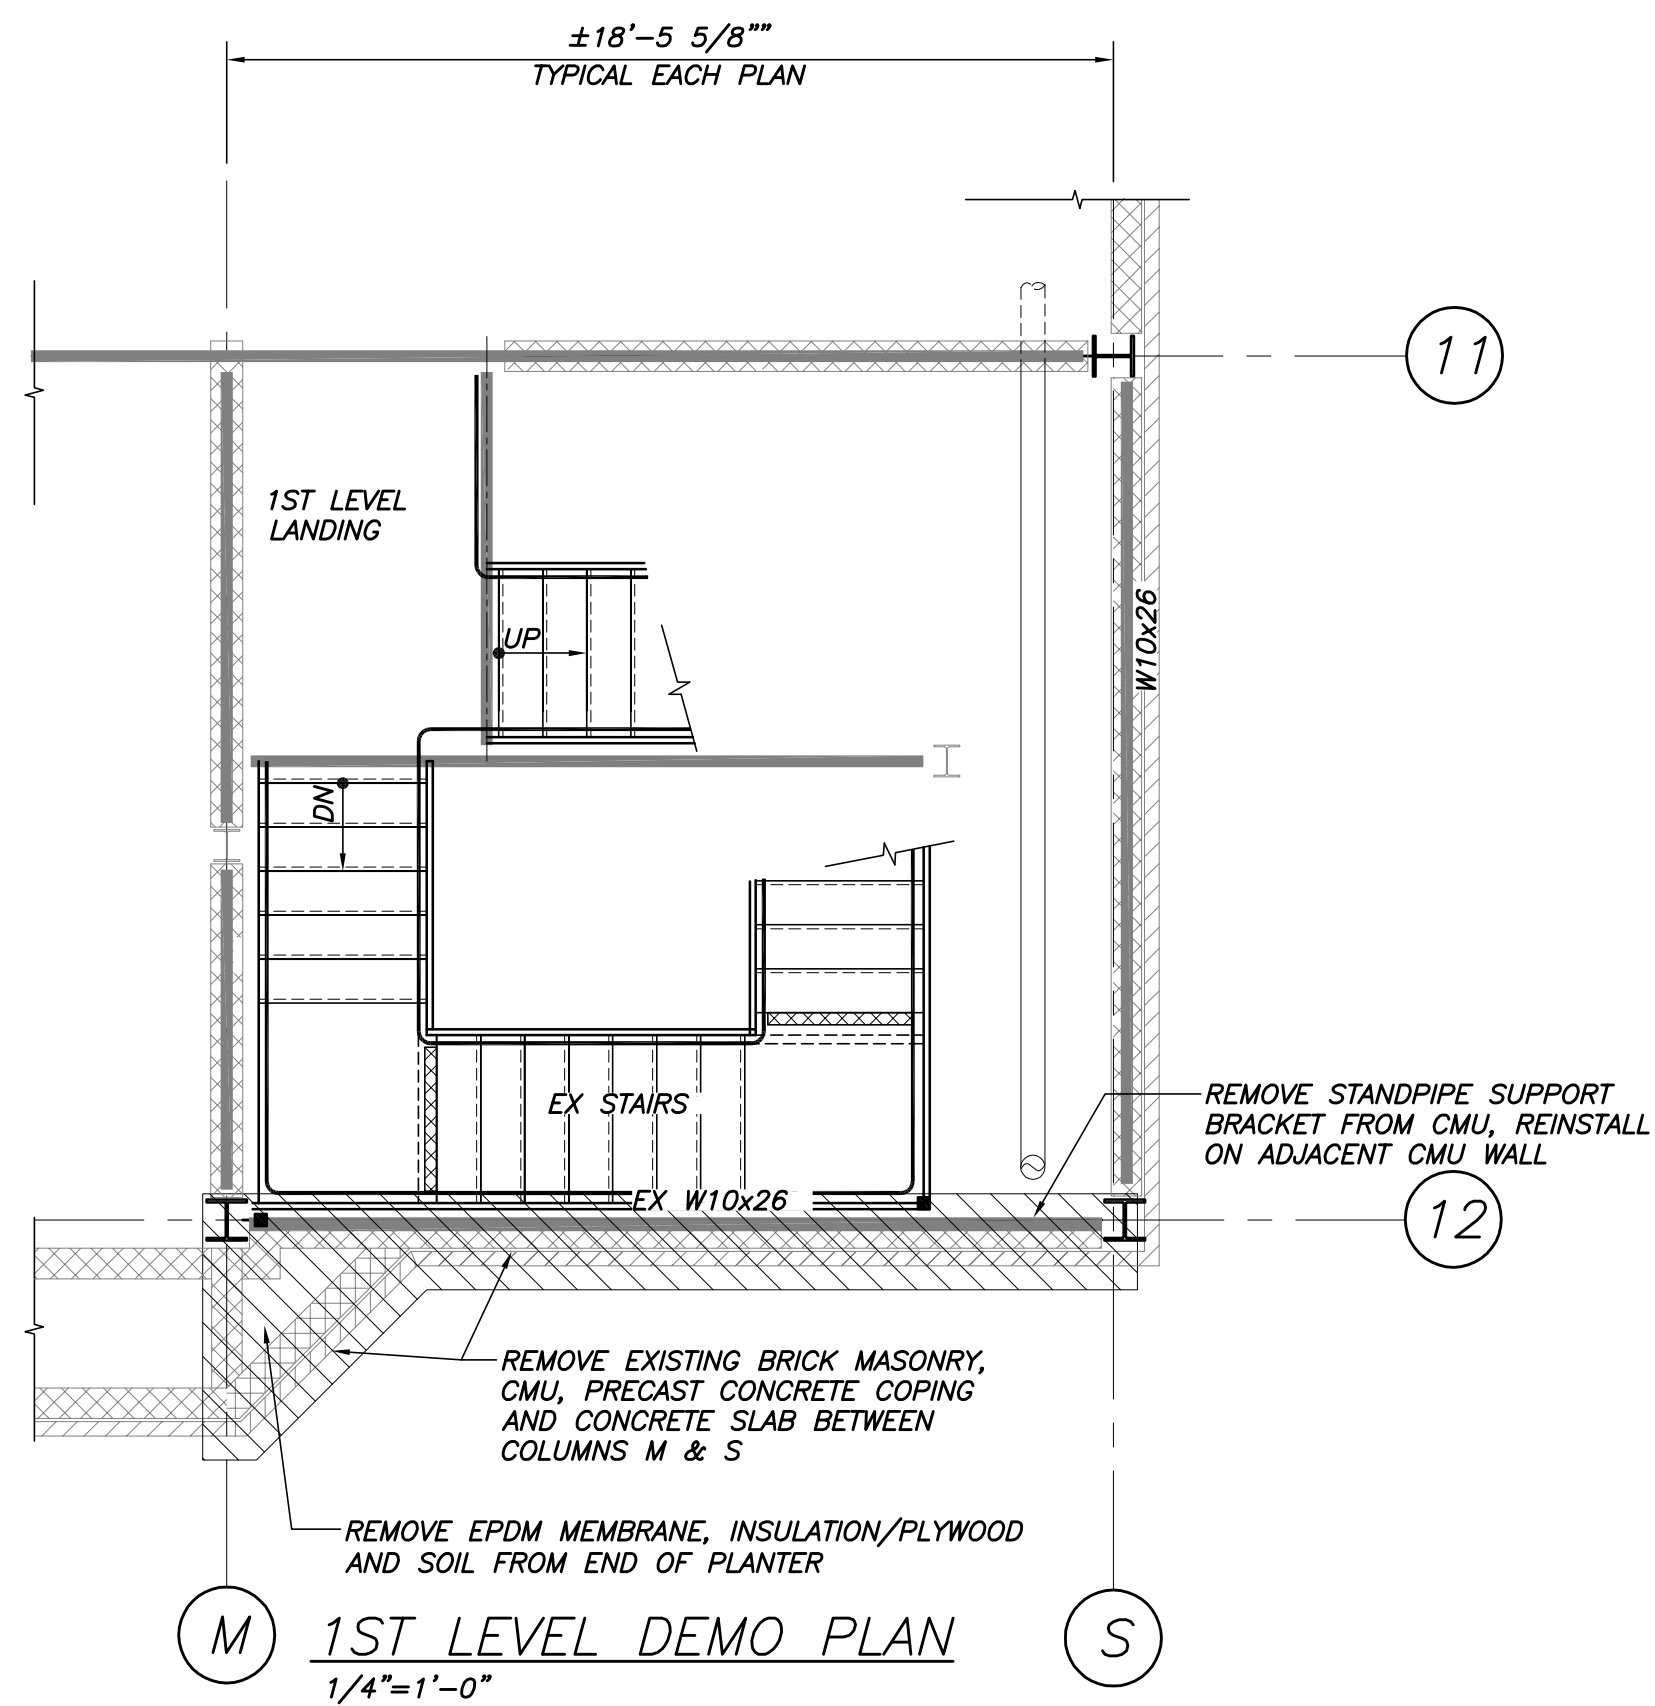 ±18'-5 5/8""
TYPICAL EACH PLAN
11
1ST LEVEL
LANDING
W10x26
UP
DN
EX STAIRS
REMOVE STANDPIPE SUPPORT
BRACKET FROM CMU, REINSTALL
ON ADJACENT CMU WALL
EX W10x26
12
REMOVE EXISTING BRICK MASONRY,
CMU, PRECAST CONCRETE COPING
AND CONCRETE SLAB BETWEEN
COLUMNS M & S
REMOVE EPDM MEMBRANE, INSULATION/PLYWOOD
AND SOIL FROM END OF PLANTER
M
1ST LEVEL DEMO PLAN
S
1/4"=1'-0"